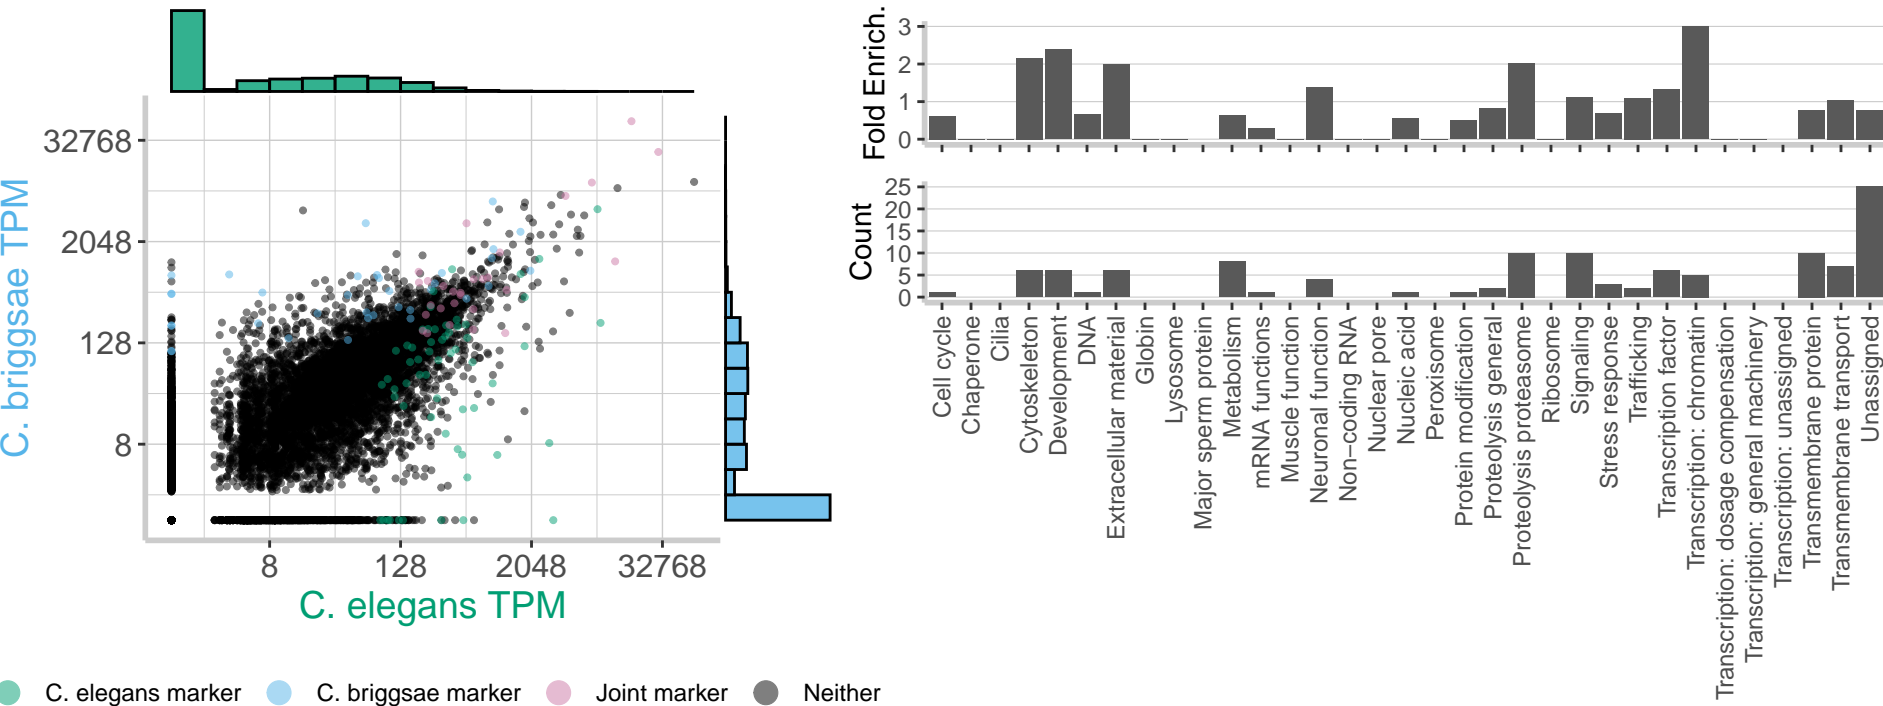 32768
2048
128
8
C. briggsae TPM
8
128
2048
32768
C. elegans TPM
C. elegans marker
C. briggsae marker
Joint marker
Neither
Fold Enrich.
3
2
1
0
Count
25
20
15
10
5
0
Cell cycle
Chaperone
Cilia
Cytoskeleton
Development
DNA
Extracellular material
Globin
Lysosome
Major sperm protein
Metabolism
mRNA functions
Muscle function
Neuronal function
Non−coding RNA
Nuclear pore
Nucleic acid
Peroxisome
Protein modification
Proteolysis general
Proteolysis proteasome
Ribosome
Signaling
Stress response
Trafficking
Transcription factor
Transcription: chromatin
Transcription: dosage compensation
Transcription: general machinery
Transcription: unassigned
Transmembrane protein
Transmembrane transport
Unassigned